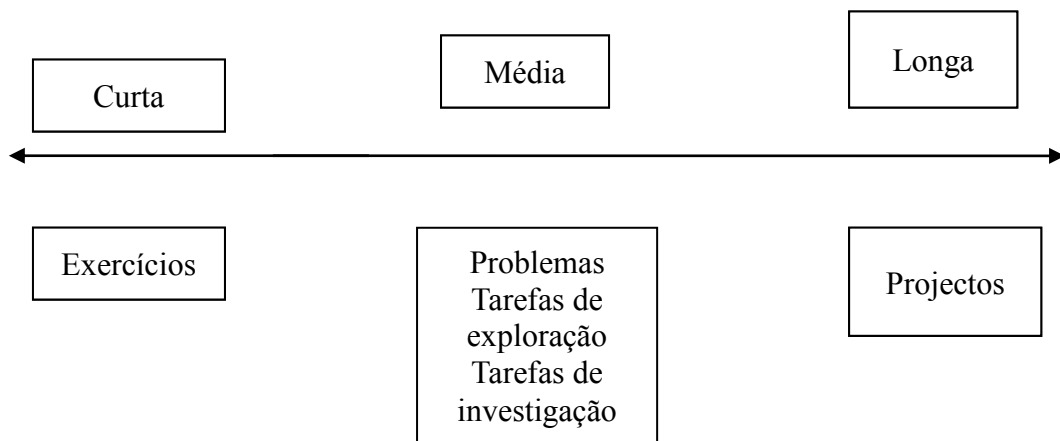 Curta
Média
Longa
Exercícios
Problemas
Tarefas de
exploração
Tarefas de
investigação
Projectos